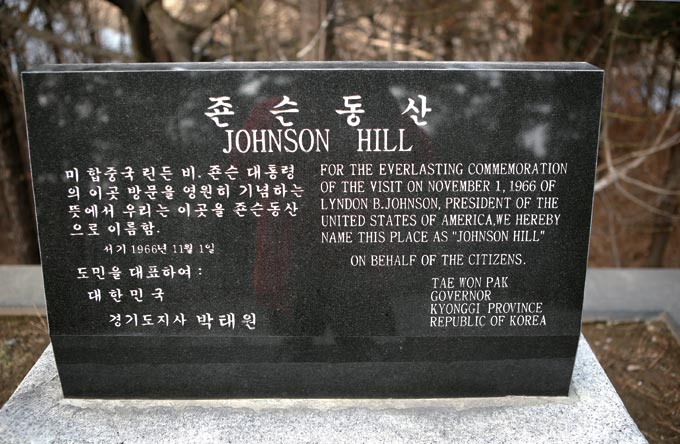 죤슨동산
JOHNSON HILL
미 합중국 린든 비. 죤슨 대통령
의 이곳 방문을 영원히 기념하는
뜻에서 우리는 이곳을 죤슨동산
으로 이름함.
서기 1966년 11월 1일
도민을 대표하여 :
대한민국
경기도지사 박태원
FOR THE EVERLASTING COMMEMORATION
OF THE VISIT ON NOVEMBER 1, 1966 OF
LYNDON B.JOHNSON, PRESIDENT OF THE
UNITED STATES OF AMERICA,WE HEREBY
NAME THIS PLACE AS "JOHNSON HILL"
ON BEHALF OF THE CITIZENS.
TAE WON PAK
GOVERNOR
KYONGGI PROVINCE
REPUBLIC OF KOREA